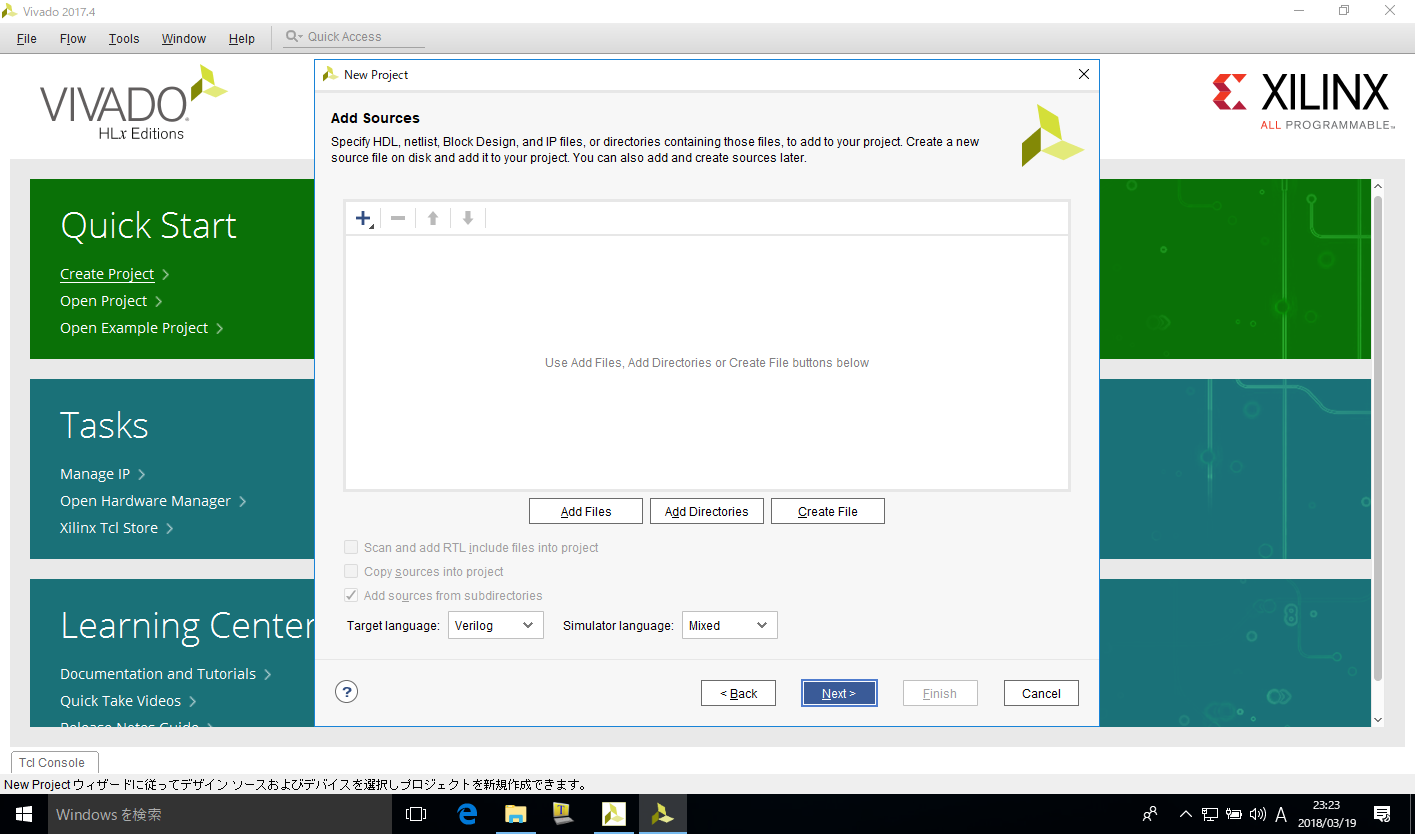 Vivado 2017.4
File Flow Tools Window Help Quick Access
VIVADO
HLx Editions
XILINX
ALL PROGRAMMABLE
New Project
Add Sources
Specify HDL, netlist, Block Design, and IP files, or directories containing those files, to add to your project. Create a new
source file on disk and add it to your project. You can also add and create sources later.
Quick Start
Create Project
Open Project
Open Example Project
Tasks
Manage IP
Open Hardware Manager
Xilinx Tcl Store
Learning Center
Documentation and Tutorials
Quick Take Videos
Release Notes Guide
Use Add Files, Add Directories or Create File buttons below
Add Files Add Directories Create File
Scan and add RTL include files into project
Copy sources into project
Add sources from subdirectories
Target language: Verilog Simulator language: Mixed
? < Back Next > Finish Cancel
Tcl Console
New Project ウィザードに従ってデザイン ソースおよびデバイスを選択しプロジェクトを新規作成できます。
Windows を検索
A
23:23
2018/03/19